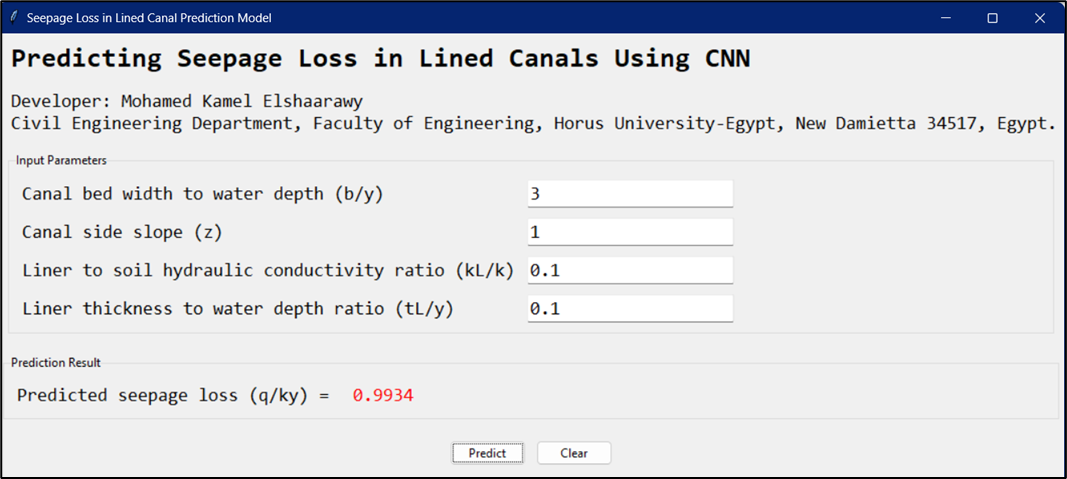 Seepage Loss in Lined Canal Prediction Model
Predicting Seepage Loss in Lined Canals Using CNN
Developer: Mohamed Kamel Elshaarawy
Civil Engineering Department, Faculty of Engineering, Horus University-Egypt, New Damietta 34517, Egypt.
Input Parameters
Canal bed width to water depth (b/y) 3
Canal side slope (z) 1
Liner to soil hydraulic conductivity ratio (kL/k) 0.1
Liner thickness to water depth ratio (tL/y) 0.1
Prediction Result
Predicted seepage loss (q/ky) = 0.9934
Predict Clear